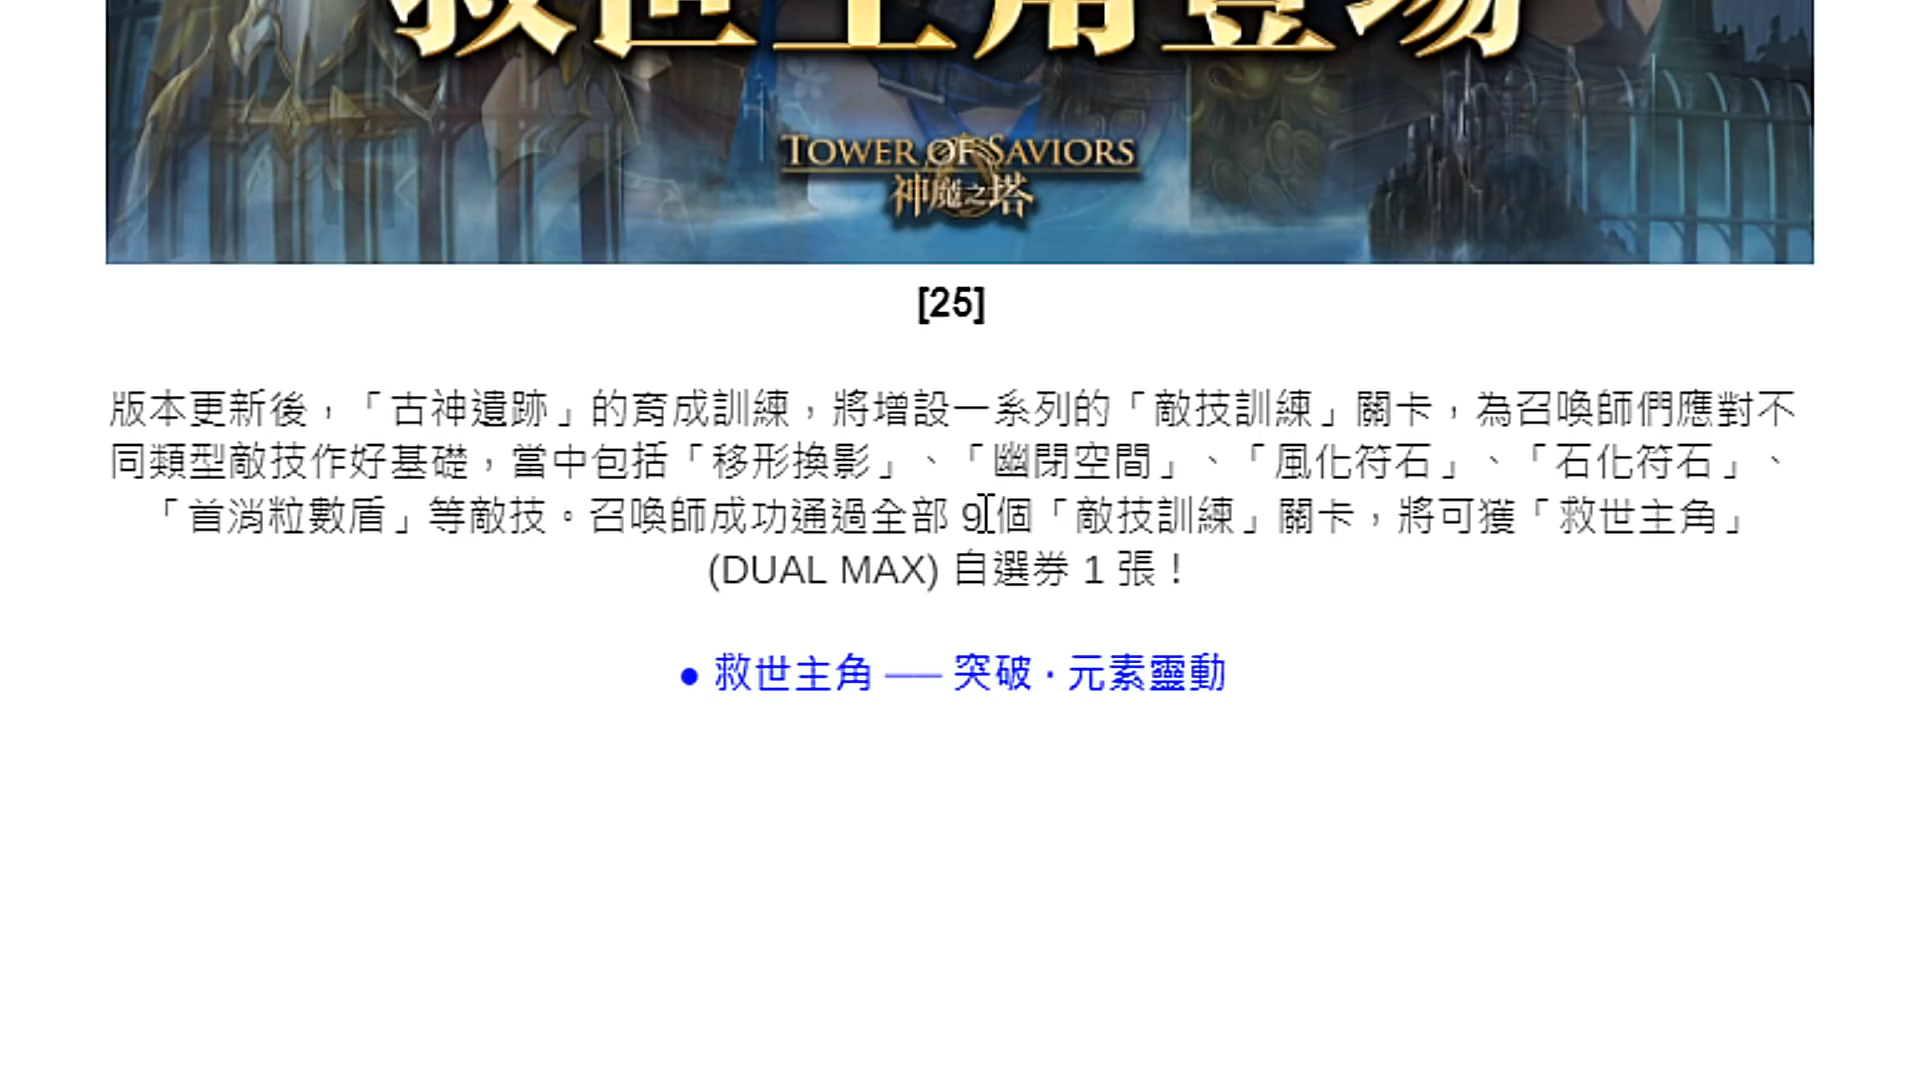 救世主角登場
TOWER OF SAVIORS
神魔之塔
[25]
版本更新後，「古神遺跡」的育成訓練，將增設一系列的「敵技訓練」關卡，為召喚師們應對不
同類型敵技作好基礎，當中包括「移形換影」、「幽閉空間」、「風化符石」、「石化符石」、
「首消粒數盾」等敵技。召喚師成功通過全部 9 個「敵技訓練」關卡，將可獲「救世主角」
(DUAL MAX) 自選券 1 張！
● 救世主角 ── 突破 · 元素靈動